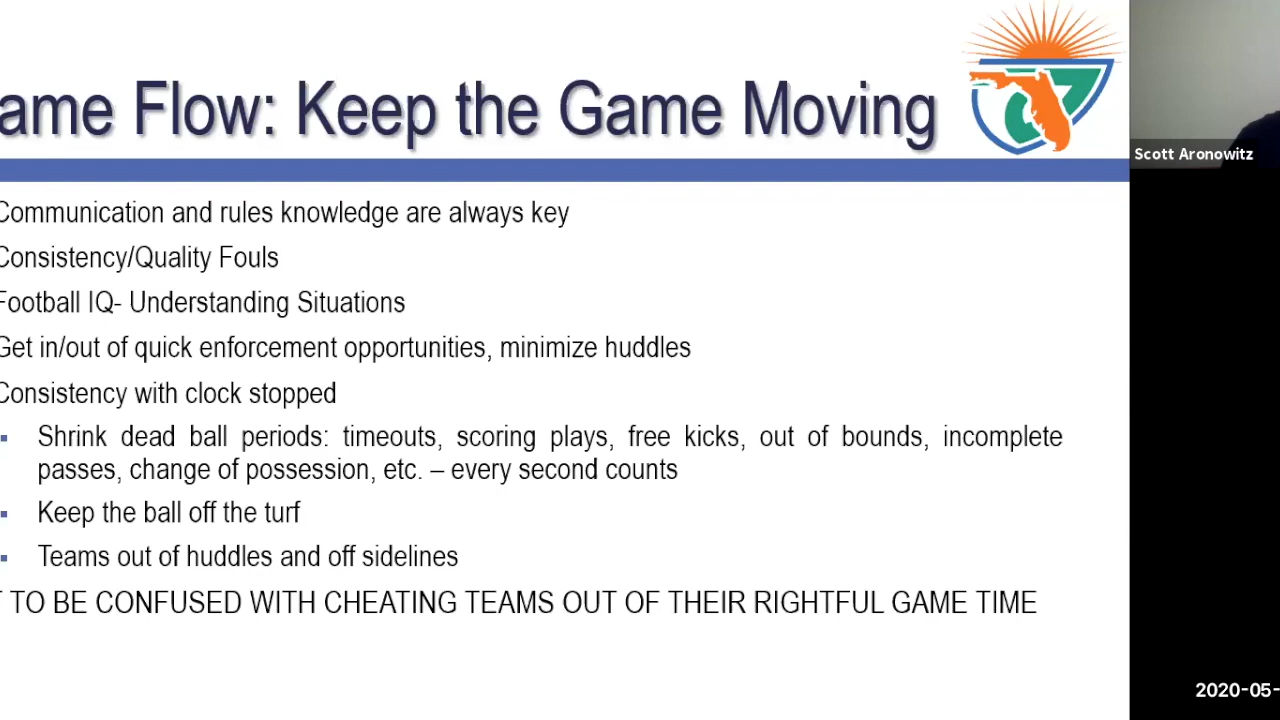 ame Flow: Keep the Game Moving
Scott Aronowitz
Communication and rules knowledge are always key
Consistency/Quality Fouls
Football IQ- Understanding Situations
Get in/out of quick enforcement opportunities, minimize huddles
Consistency with clock stopped
Shrink dead ball periods: timeouts, scoring plays, free kicks, out of bounds, incomplete
passes, change of possession, etc. – every second counts
Keep the ball off the turf
Teams out of huddles and off sidelines
TO BE CONFUSED WITH CHEATING TEAMS OUT OF THEIR RIGHTFUL GAME TIME
2020-05-